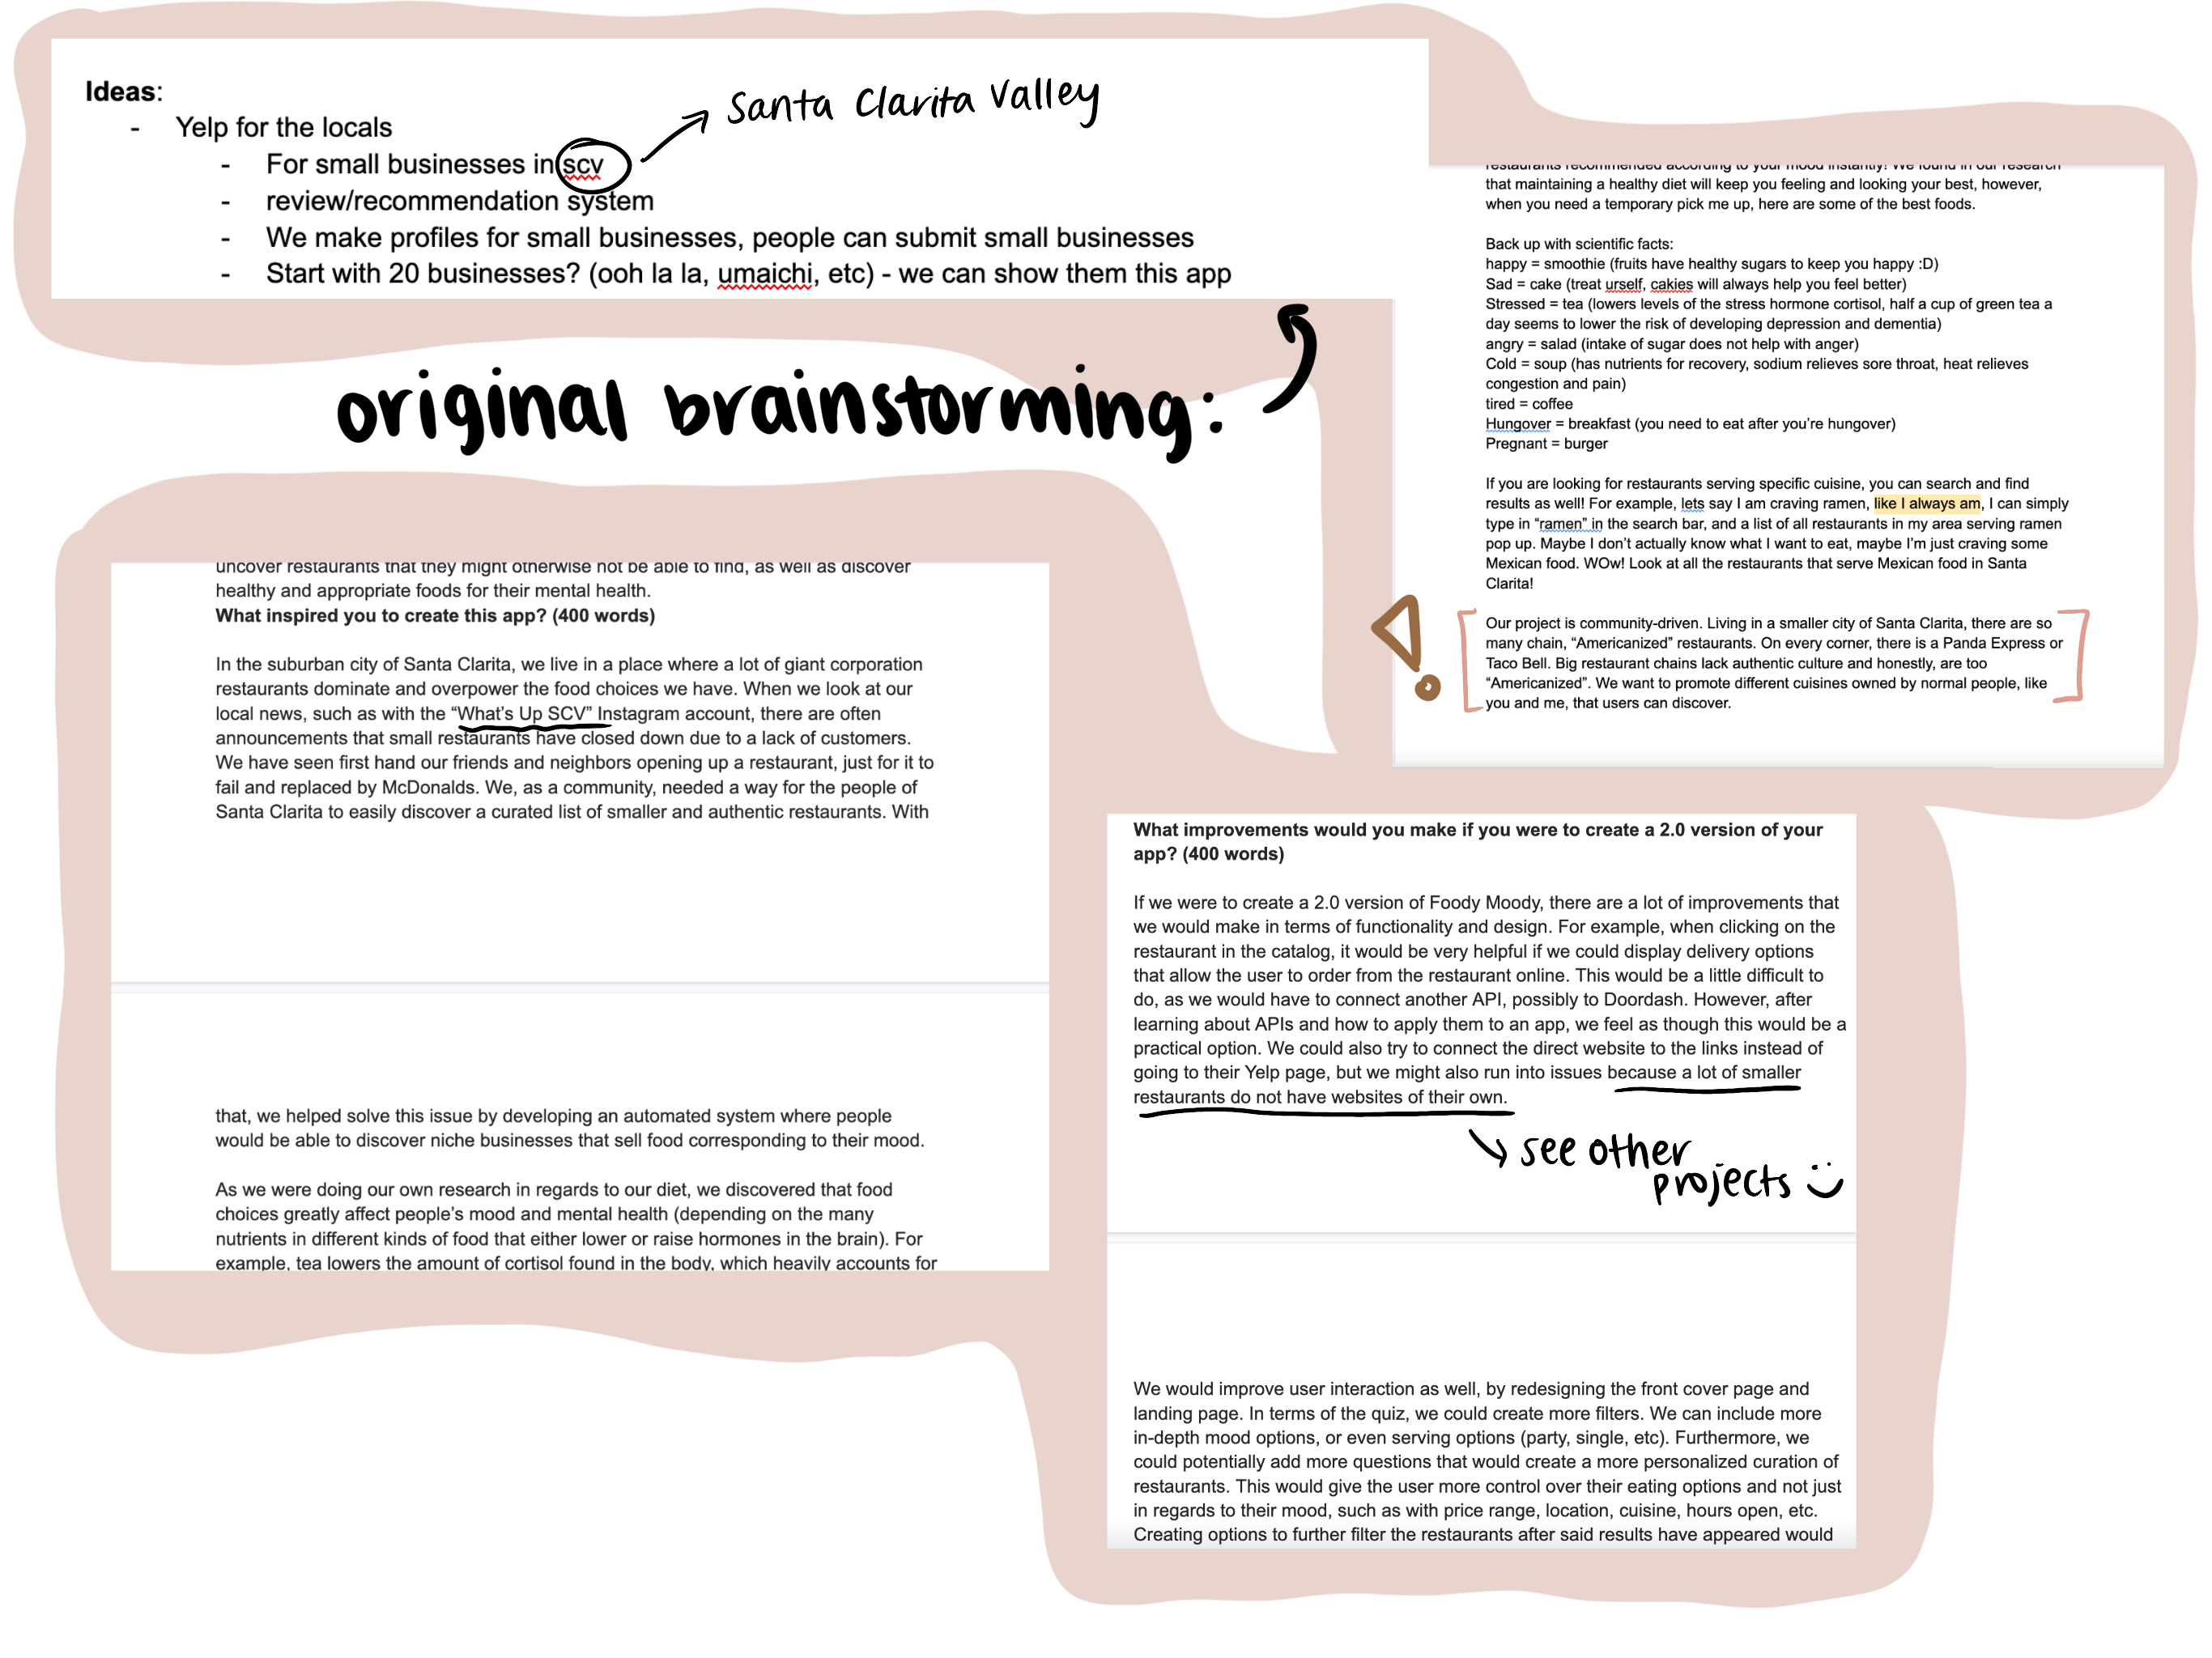 Ideas:
- Yelp for the locals
- For small businesses in scv
Santa Clarita Valley
- review/recommendation system
- We make profiles for small businesses, people can submit small businesses
- Start with 20 businesses? (ooh la la, umaichi, etc) - we can show them this app
original brainstorming:
restaurants recommended according to your mood instantly! We found in our research
that maintaining a healthy diet will keep you feeling and looking your best, however,
when you need a temporary pick me up, here are some of the best foods.
Back up with scientific facts:
happy = smoothie (fruits have healthy sugars to keep you happy :D)
Sad = cake (treat urself, cakies will always help you feel better)
Stressed = tea (lowers levels of the stress hormone cortisol, half a cup of green tea a
day seems to lower the risk of developing depression and dementia)
angry = salad (intake of sugar does not help with anger)
Cold = soup (has nutrients for recovery, sodium relieves sore throat, heat relieves
congestion and pain)
tired = coffee
Hungover = breakfast (you need to eat after you're hungover)
Pregnant = burger
If you are looking for restaurants serving specific cuisine, you can search and find
results as well! For example, lets say I am craving ramen, like I always am, I can simply
type in "ramen" in the search bar, and a list of all restaurants in my area serving ramen
pop up. Maybe I don't actually know what I want to eat, maybe I'm just craving some
Mexican food. WOw! Look at all the restaurants that serve Mexican food in Santa
Clarita!
Our project is community-driven. Living in a smaller city of Santa Clarita, there are so
many chain, "Americanized" restaurants. On every corner, there is a Panda Express or
Taco Bell. Big restaurant chains lack authentic culture and honestly, are too
"Americanized". We want to promote different cuisines owned by normal people, like
you and me, that users can discover.
uncover restaurants that they might otherwise not be able to find, as well as discover
healthy and appropriate foods for their mental health.
What inspired you to create this app? (400 words)
In the suburban city of Santa Clarita, we live in a place where a lot of giant corporation
restaurants dominate and overpower the food choices we have. When we look at our
local news, such as with the "What's Up SCV" Instagram account, there are often
announcements that small restaurants have closed down due to a lack of customers.
We have seen first hand our friends and neighbors opening up a restaurant, just for it to
fail and replaced by McDonalds. We, as a community, needed a way for the people of
Santa Clarita to easily discover a curated list of smaller and authentic restaurants. With
that, we helped solve this issue by developing an automated system where people
would be able to discover niche businesses that sell food corresponding to their mood.
As we were doing our own research in regards to our diet, we discovered that food
choices greatly affect people's mood and mental health (depending on the many
nutrients in different kinds of food that either lower or raise hormones in the brain). For
example, tea lowers the amount of cortisol found in the body, which heavily accounts for
What improvements would you make if you were to create a 2.0 version of your
app? (400 words)
If we were to create a 2.0 version of Foody Moody, there are a lot of improvements that
we would make in terms of functionality and design. For example, when clicking on the
restaurant in the catalog, it would be very helpful if we could display delivery options
that allow the user to order from the restaurant online. This would be a little difficult to
do, as we would have to connect another API, possibly to Doordash. However, after
learning about APIs and how to apply them to an app, we feel as though this would be a
practical option. We could also try to connect the direct website to the links instead of
going to their Yelp page, but we might also run into issues because a lot of smaller
restaurants do not have websites of their own.
see other
projects
We would improve user interaction as well, by redesigning the front cover page and
landing page. In terms of the quiz, we could create more filters. We can include more
in-depth mood options, or even serving options (party, single, etc). Furthermore, we
could potentially add more questions that would create a more personalized curation of
restaurants. This would give the user more control over their eating options and not just
in regards to their mood, such as with price range, location, cuisine, hours open, etc.
Creating options to further filter the restaurants after said results have appeared would